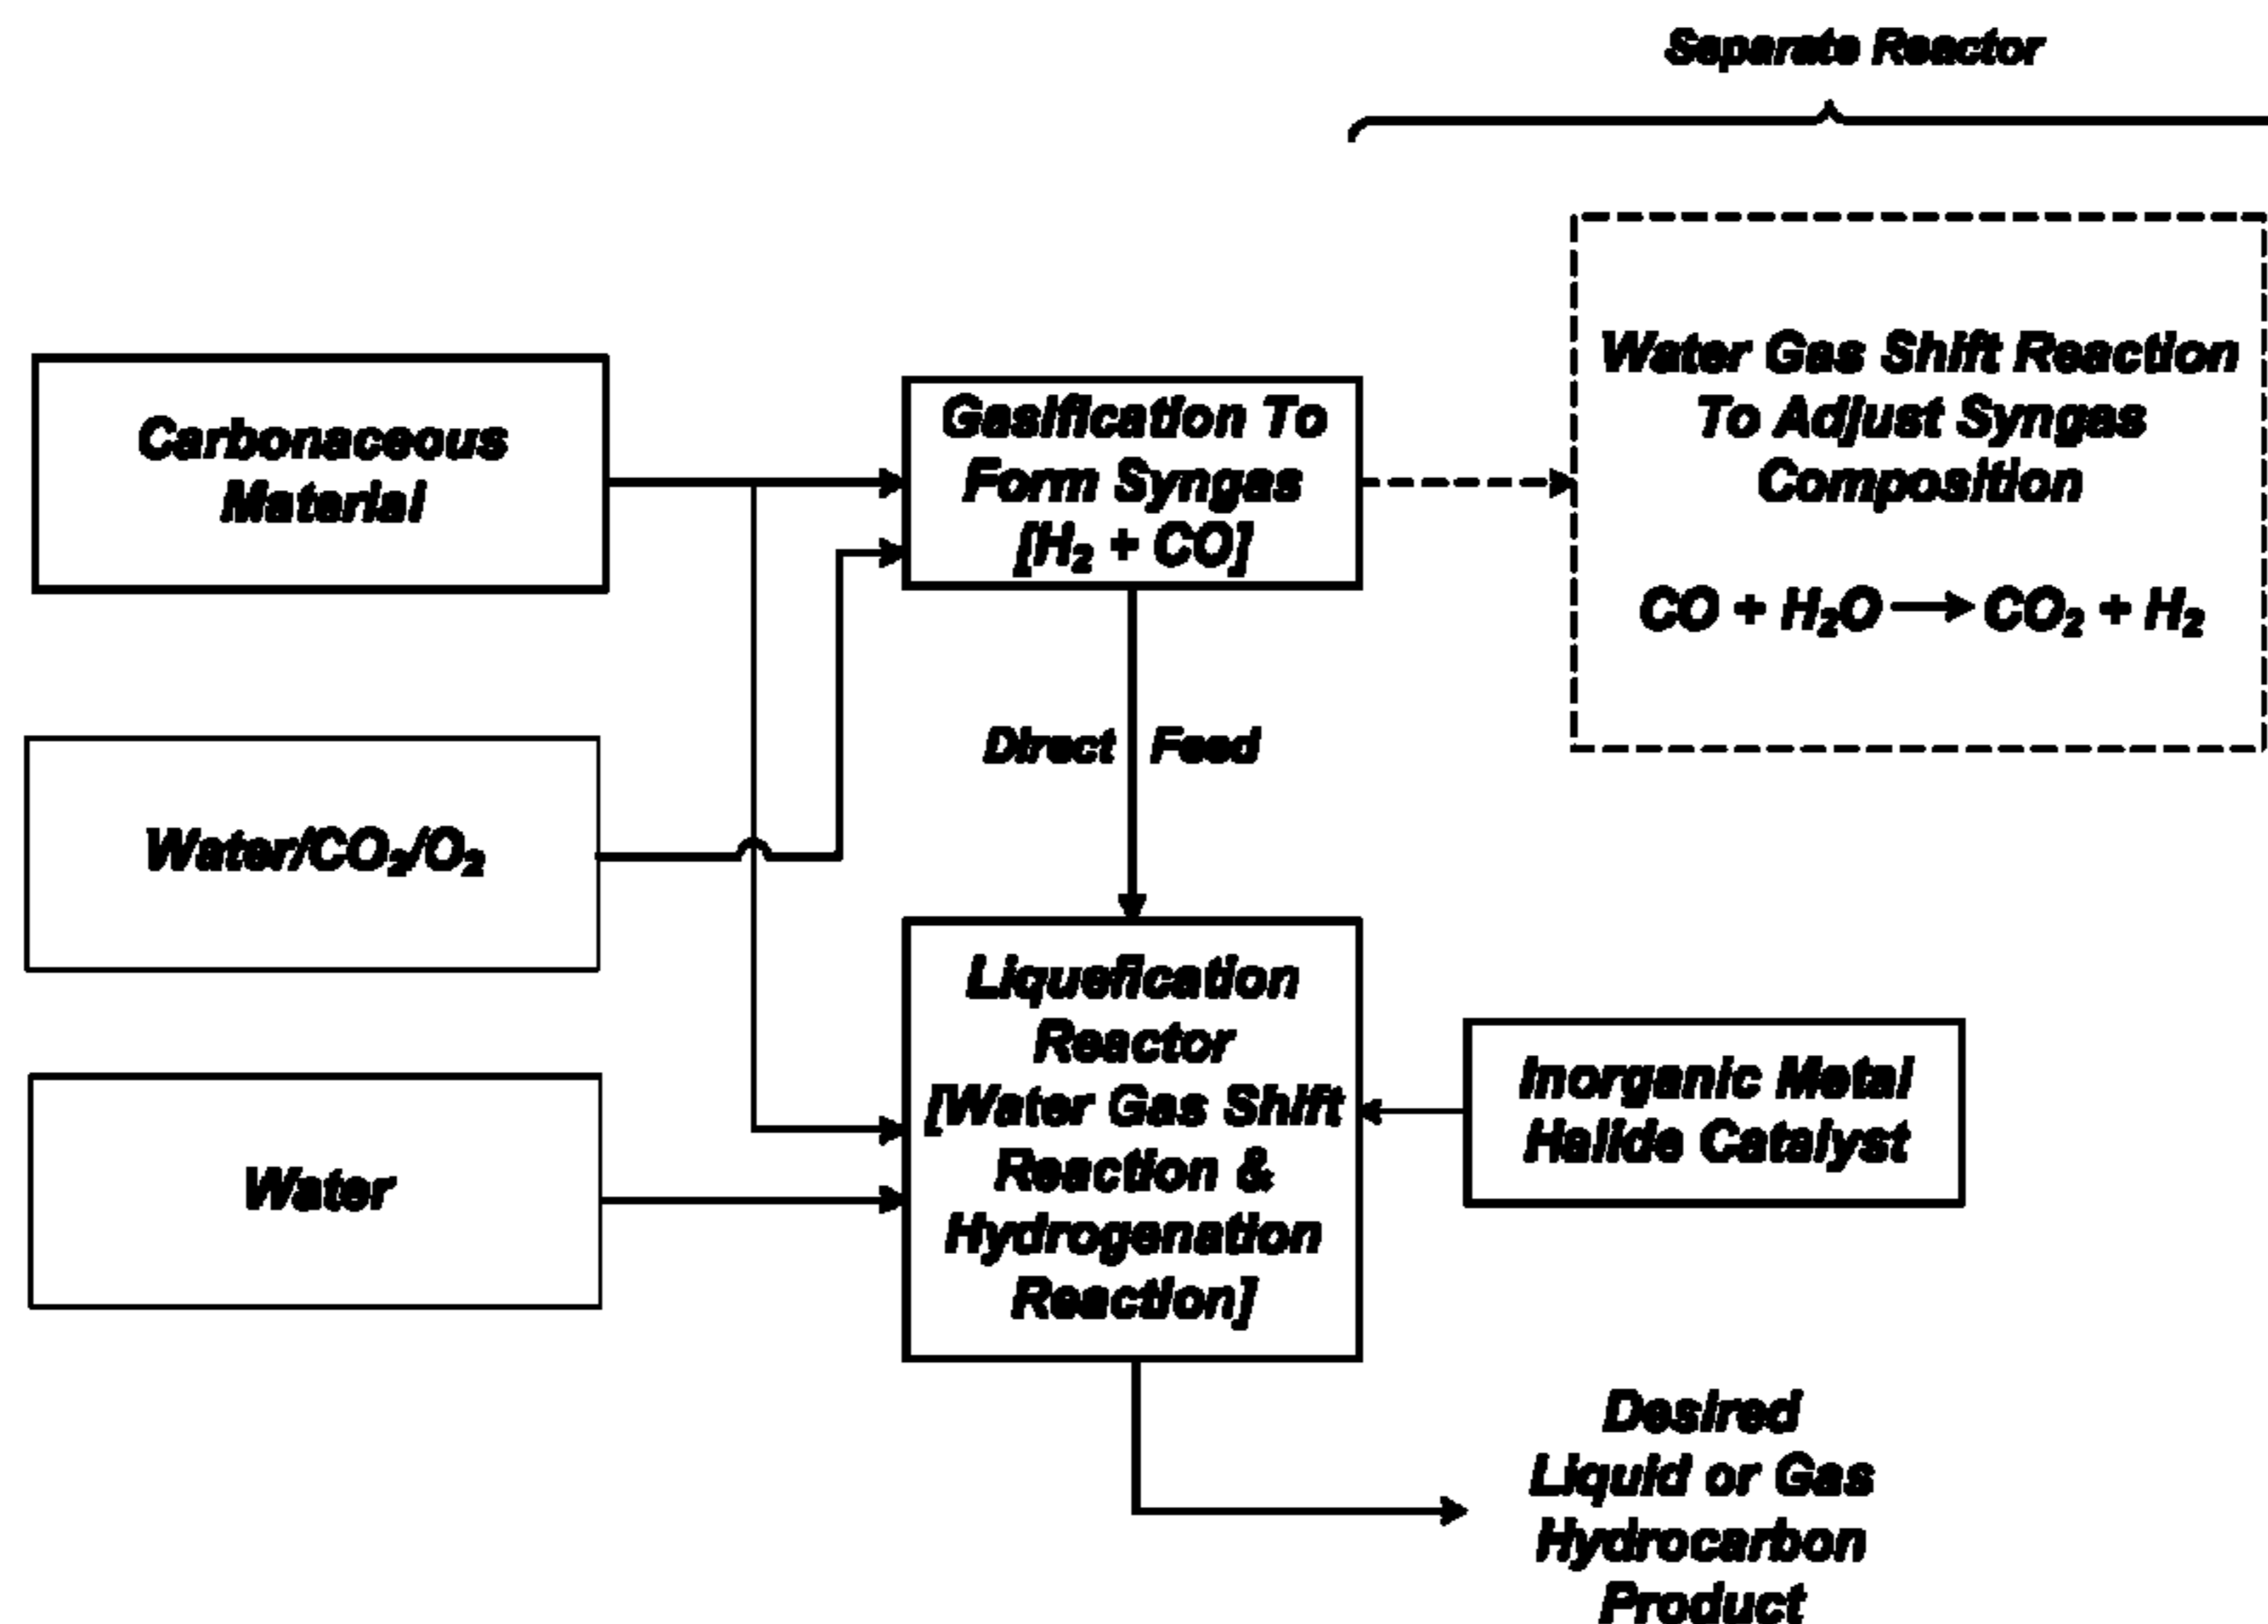 Separate Reactor
Carbonaceous
Material
Gasification To
Form Syngas
[H₂ + CO]
Water Gas Shift Reaction
To Adjust Syngas
Composition
CO + H₂O → CO₂ + H₂
Direct Feed
Water/CO₂/O₂
Liquefication
Reactor
[Water Gas Shift
Reaction &
Hydrogenation
Reaction]
Inorganic Metal
Halide Catalyst
Water
Desired
Liquid or Gas
Hydrocarbon
Product